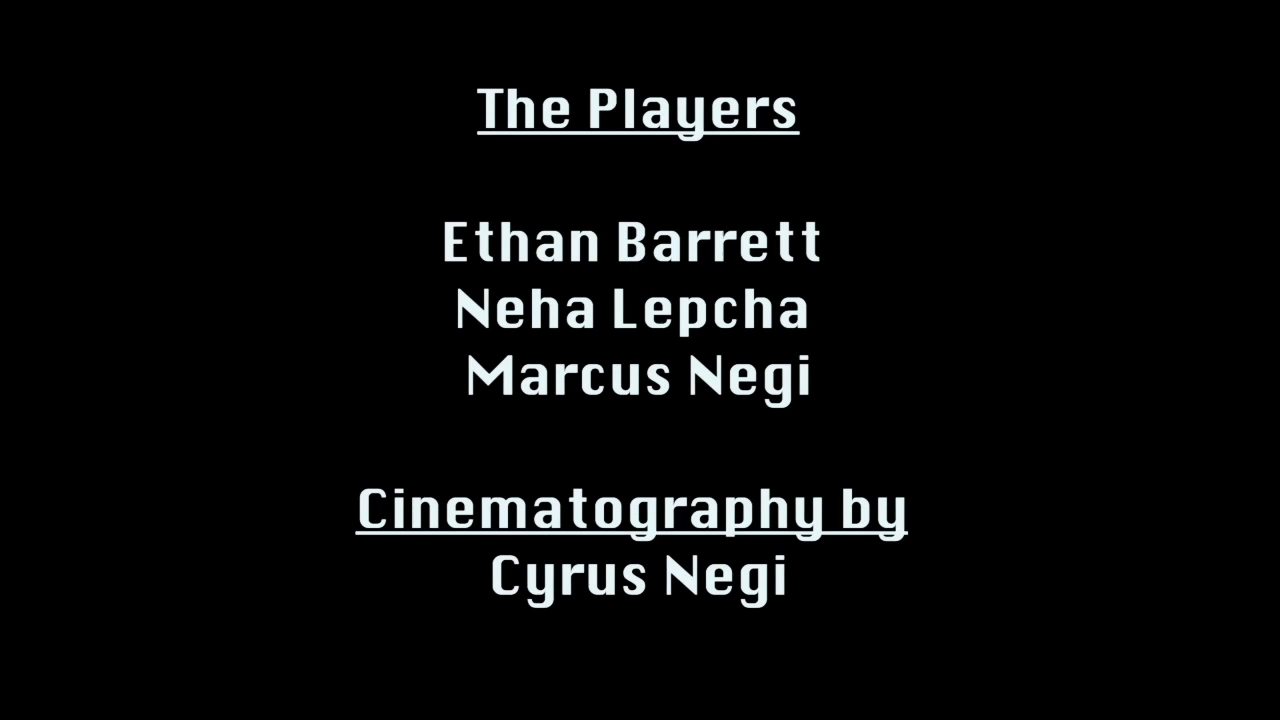 The Players
Ethan Barrett
Neha Lepcha
Marcus Negi
Cinematography by
Cyrus Negi